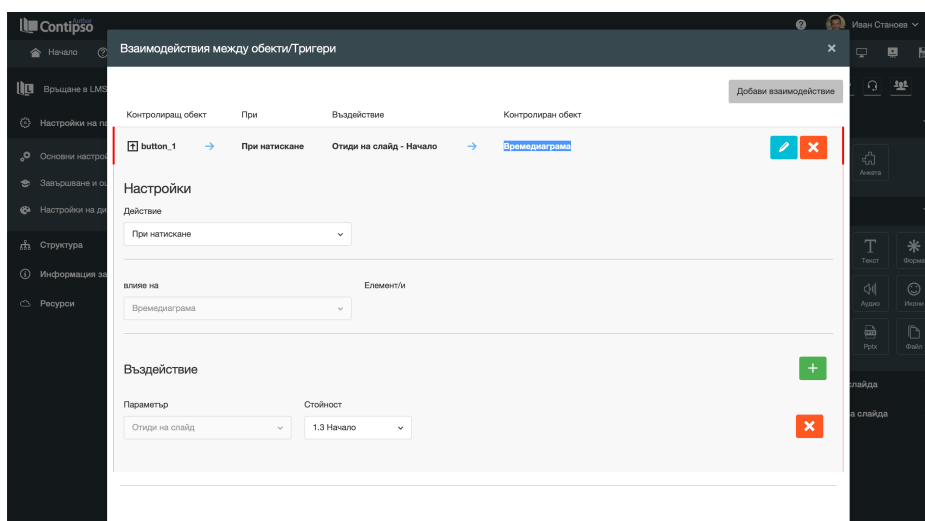 Contipso Author
Иван Станоев
Начало
Взаимодействия между обекти/Тригери
Връщане в LMS
Добави взаимодействие
Настройки на па
Контролиращ обект При Въздействие Контролиран обект
Основни настрой
button_1 При натискане Отиди на слайд - Начало Времедиаграма
Анкета
Завършване и оц
Настройки
Настройки на ди
Действие
При натискане
Структура
Текст Форма
Информация за
влияе на Елемент/и
Времедиаграма
Аудио Икони
Ресурси
Pptx Файл
Въздействие
слайда
Параметър Стойност
а слайда
Отиди на слайд 1.3 Начало